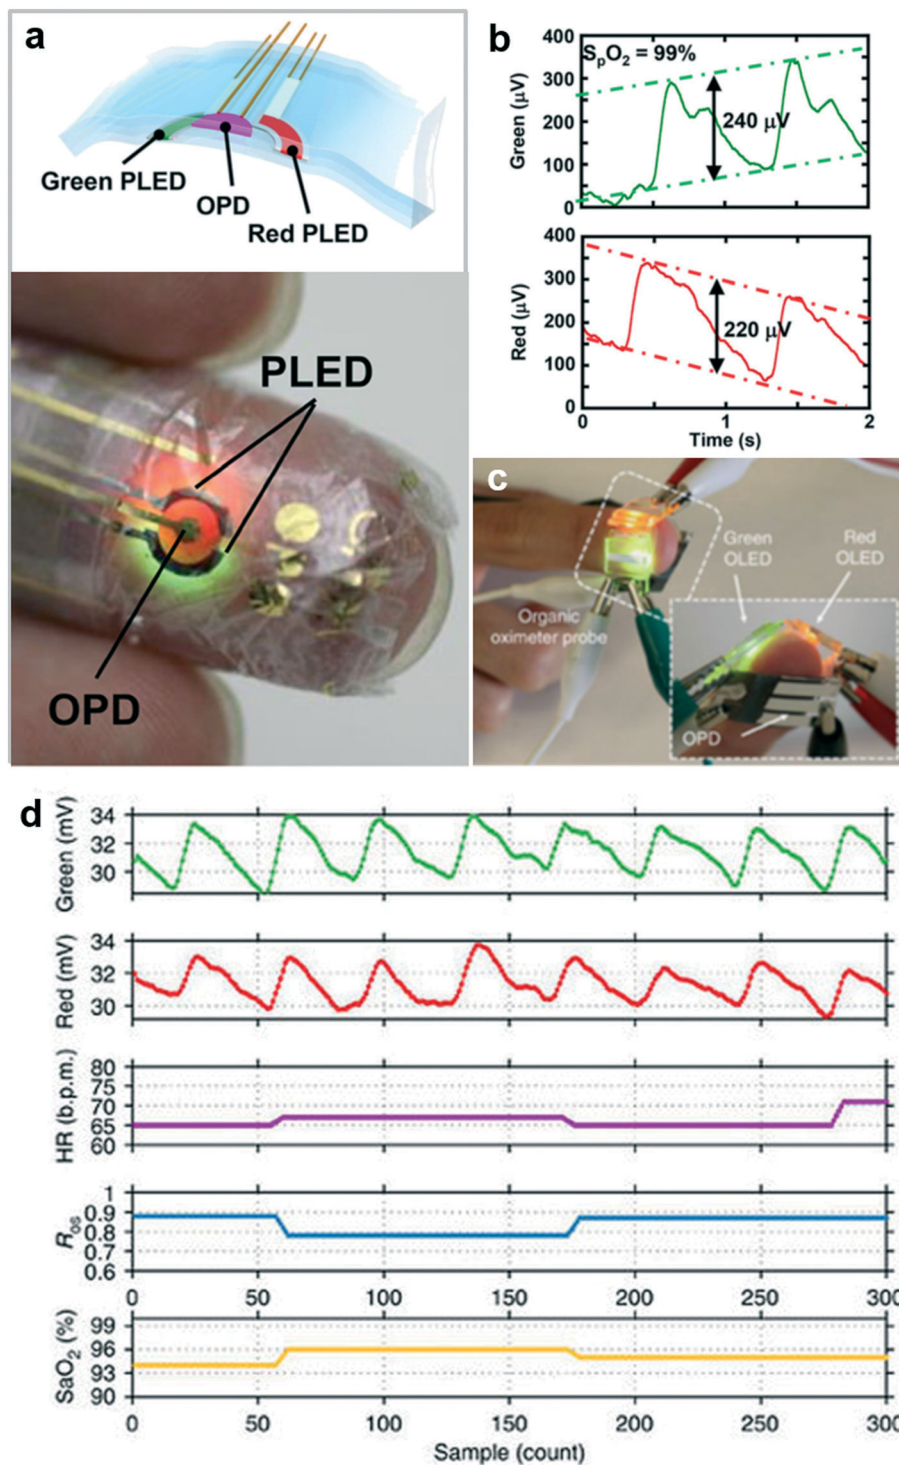 a
Green PLED
OPD
Red PLED
PLED
OPD
b
400
300
200
100
0
Green (µV)
SpO2 = 99%
240 µV
400
300
200
100
0
Red (µV)
220 µV
0
1
2
Time (s)
c
Green
OLED
Red
OLED
Organic
oximeter probe
OPD
d
34
32
30
Green (mV)
34
32
30
Red (mV)
80
75
70
65
60
HR (b.p.m.)
1
0.9
0.8
0.7
0.6
Ros
0 50 100 150 200 250 300
99
96
93
90
SaO2 (%)
0 50 100 150 200 250 300
Sample (count)